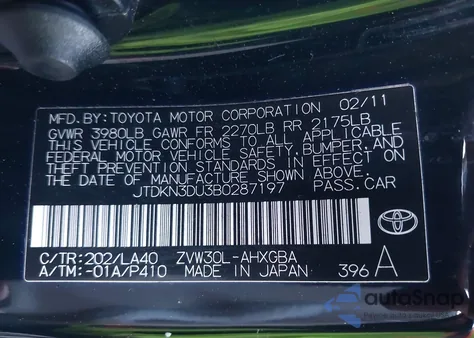 MFD.BY:TOYOTA MOTOR CORPORATION 02/11
GVWR 3980LB GAWR FR 2270LB RR 2175LB
THIS VEHICLE CONFORMS TO ALL APPLICABLE
FEDERAL MOTOR VEHICLE SAFETY, BUMPER, AND
THEFT PREVENTION STANDARDS IN EFFECT ON
THE DATE OF MANUFACTURE SHOWN ABOVE.
JTDKN3DU3B0287197 PASS.CAR
C/TR:202/LA40 ZVW30L-AHXGBA
A/TM:-01A/P410 MADE IN JAPAN 396 A
autoSnap